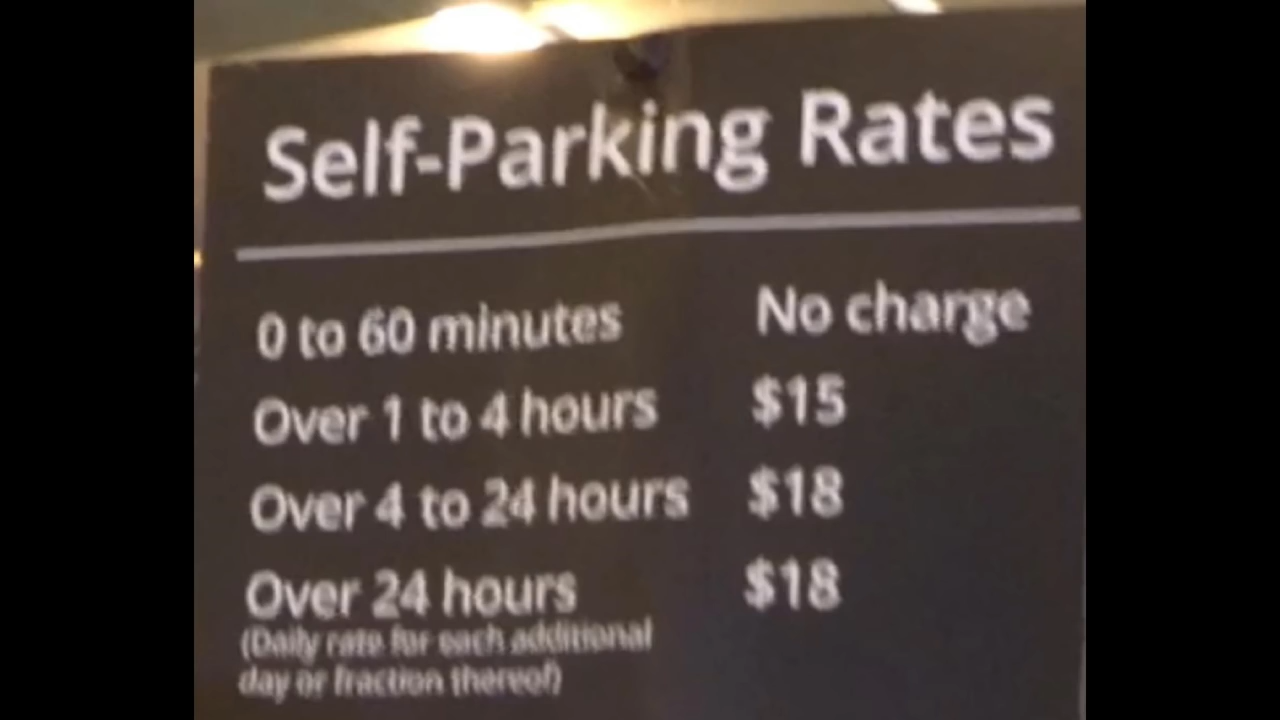 Self-Parking Rates
0 to 60 minutes No charge
Over 1 to 4 hours $15
Over 4 to 24 hours $18
Over 24 hours $18
(Daily rate for each additional
day or fraction thereof)